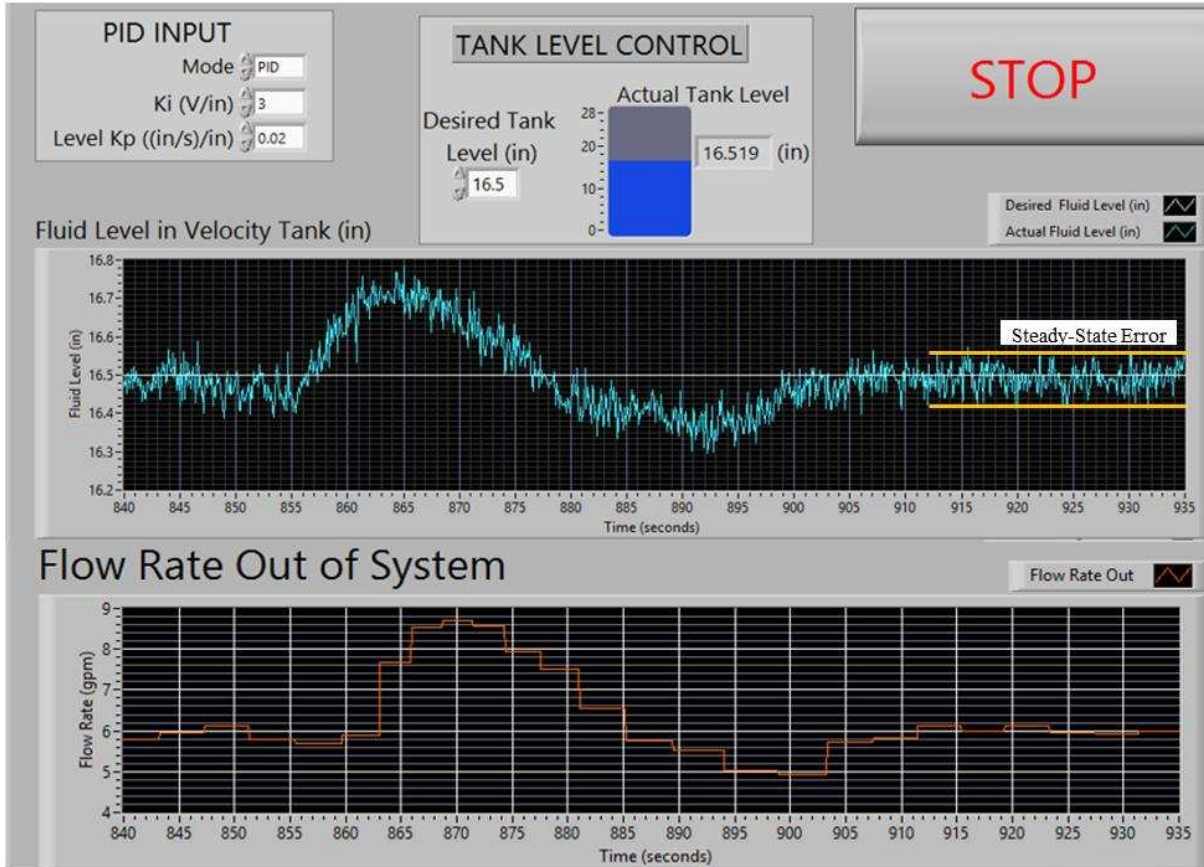 PID INPUT
Mode PID
Ki (V/in) 3
Level Kp ((in/s)/in) 0.02
TANK LEVEL CONTROL
Desired Tank
Level (in)
16.5
Actual Tank Level
28
20
10
0
16.519 (in)
STOP
Desired Fluid Level (in)
Actual Fluid Level (in)
Fluid Level in Velocity Tank (in)
16.8
16.7
16.6
16.5
16.4
16.3
16.2
Fluid Level (in)
Steady-State Error
840 845 850 855 860 865 870 875 880 885 890 895 900 905 910 915 920 925 930 935
Time (seconds)
Flow Rate Out of System
Flow Rate Out
9
8
7
6
5
4
Flow Rate (gpm)
840 845 850 855 860 865 870 875 880 885 890 895 900 905 910 915 920 925 930 935
Time (seconds)